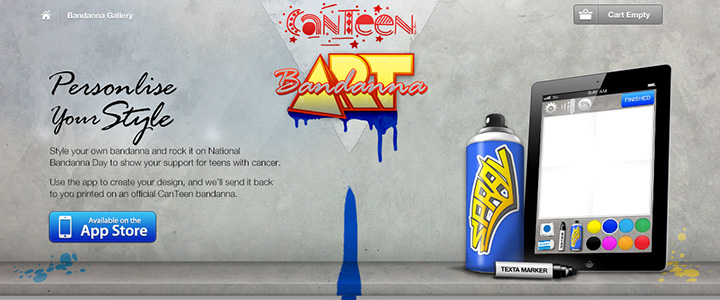 Bandanna Gallery
CanTeen
Cart Empty
ART
Bandanna
Personlise
Your Style
Style your own bandanna and rock it on National
Bandanna Day to show your support for teens with cancer.
Use the app to create your design, and we'll send it back
to you printed on an official CanTeen bandanna.
Available on the
App Store
FINISHED
SPRAY
TEXTA MARKER